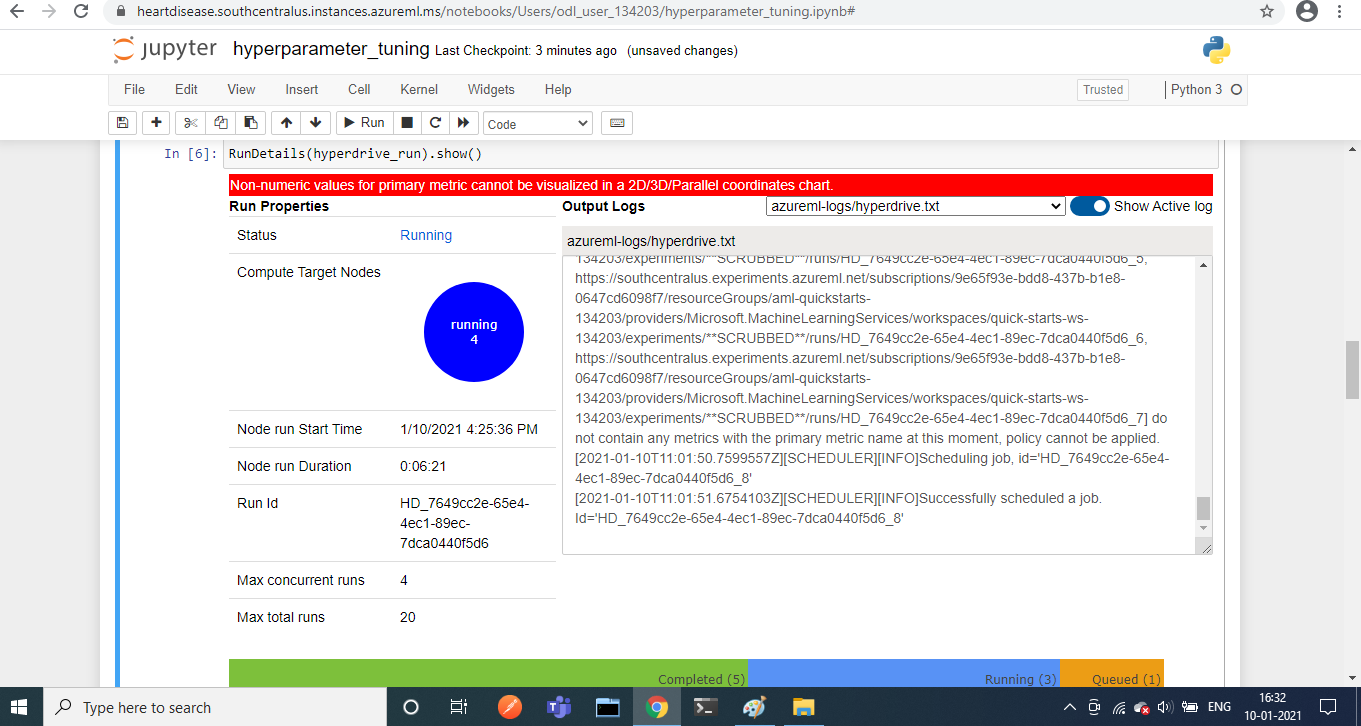 heartdisease.southcentralus.instances.azureml.ms/notebooks/Users/odl_user_134203/hyperparameter_tuning.ipynb#
jupyter hyperparameter_tuning Last Checkpoint: 3 minutes ago (unsaved changes)
File Edit View Insert Cell Kernel Widgets Help Trusted Python 3
Run Code
In [6]: RunDetails(hyperdrive_run).show()
Non-numeric values for primary metric cannot be visualized in a 2D/3D/Parallel coordinates chart.
Run Properties
Status Running
Compute Target Nodes
running
4
Node run Start Time 1/10/2021 4:25:36 PM
Node run Duration 0:06:21
Run Id HD_7649cc2e-65e4-
4ec1-89ec-
7dca0440f5d6
Max concurrent runs 4
Max total runs 20
Output Logs azureml-logs/hyperdrive.txt Show Active log
azureml-logs/hyperdrive.txt
134203/experiments/**SCRUBBED**/runs/HD_7649cc2e-65e4-4ec1-89ec-7dca0440f5d6_5,
https://southcentralus.experiments.azureml.net/subscriptions/9e65f93e-bdd8-437b-b1e8-
0647cd6098f7/resourceGroups/aml-quickstarts-
134203/providers/Microsoft.MachineLearningServices/workspaces/quick-starts-ws-
134203/experiments/**SCRUBBED**/runs/HD_7649cc2e-65e4-4ec1-89ec-7dca0440f5d6_6,
https://southcentralus.experiments.azureml.net/subscriptions/9e65f93e-bdd8-437b-b1e8-
0647cd6098f7/resourceGroups/aml-quickstarts-
134203/providers/Microsoft.MachineLearningServices/workspaces/quick-starts-ws-
134203/experiments/**SCRUBBED**/runs/HD_7649cc2e-65e4-4ec1-89ec-7dca0440f5d6_7] do
not contain any metrics with the primary metric name at this moment, policy cannot be applied.
[2021-01-10T11:01:50.7599557Z][SCHEDULER][INFO]Scheduling job, id='HD_7649cc2e-65e4-
4ec1-89ec-7dca0440f5d6_8'
[2021-01-10T11:01:51.6754103Z][SCHEDULER][INFO]Successfully scheduled a job.
Id='HD_7649cc2e-65e4-4ec1-89ec-7dca0440f5d6_8'
Completed (5) Running (3) Queued (1)
Type here to search
ENG
16:32
10-01-2021